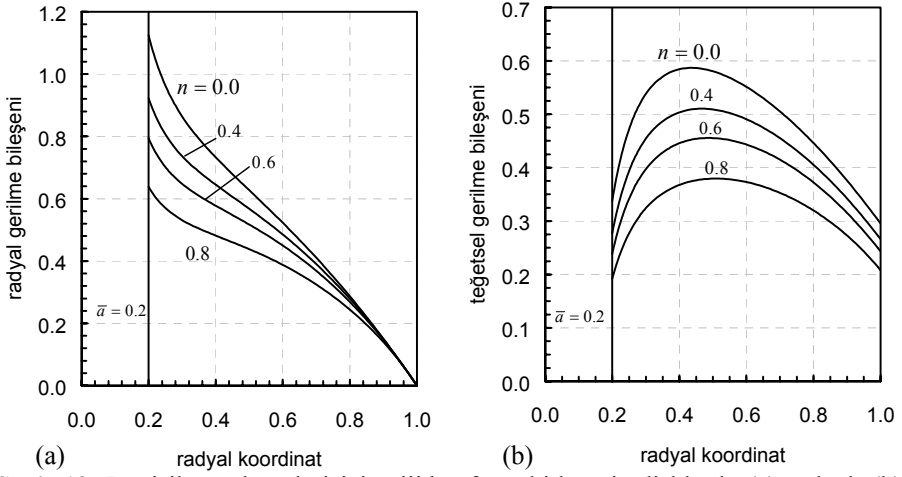 1.2
1.0
0.8
0.6
0.4
0.2
0.0
radyal gerilme bileşeni
n = 0.0
0.4
0.6
0.8
a̅ = 0.2
0.0 0.2 0.4 0.6 0.8 1.0
(a) radyal koordinat
0.7
0.6
0.5
0.4
0.3
0.2
0.1
0.0
teğetsel gerilme bileşeni
n = 0.0
0.4
0.6
0.8
a̅ = 0.2
0.0 0.2 0.4 0.6 0.8 1.0
(b) radyal koordinat